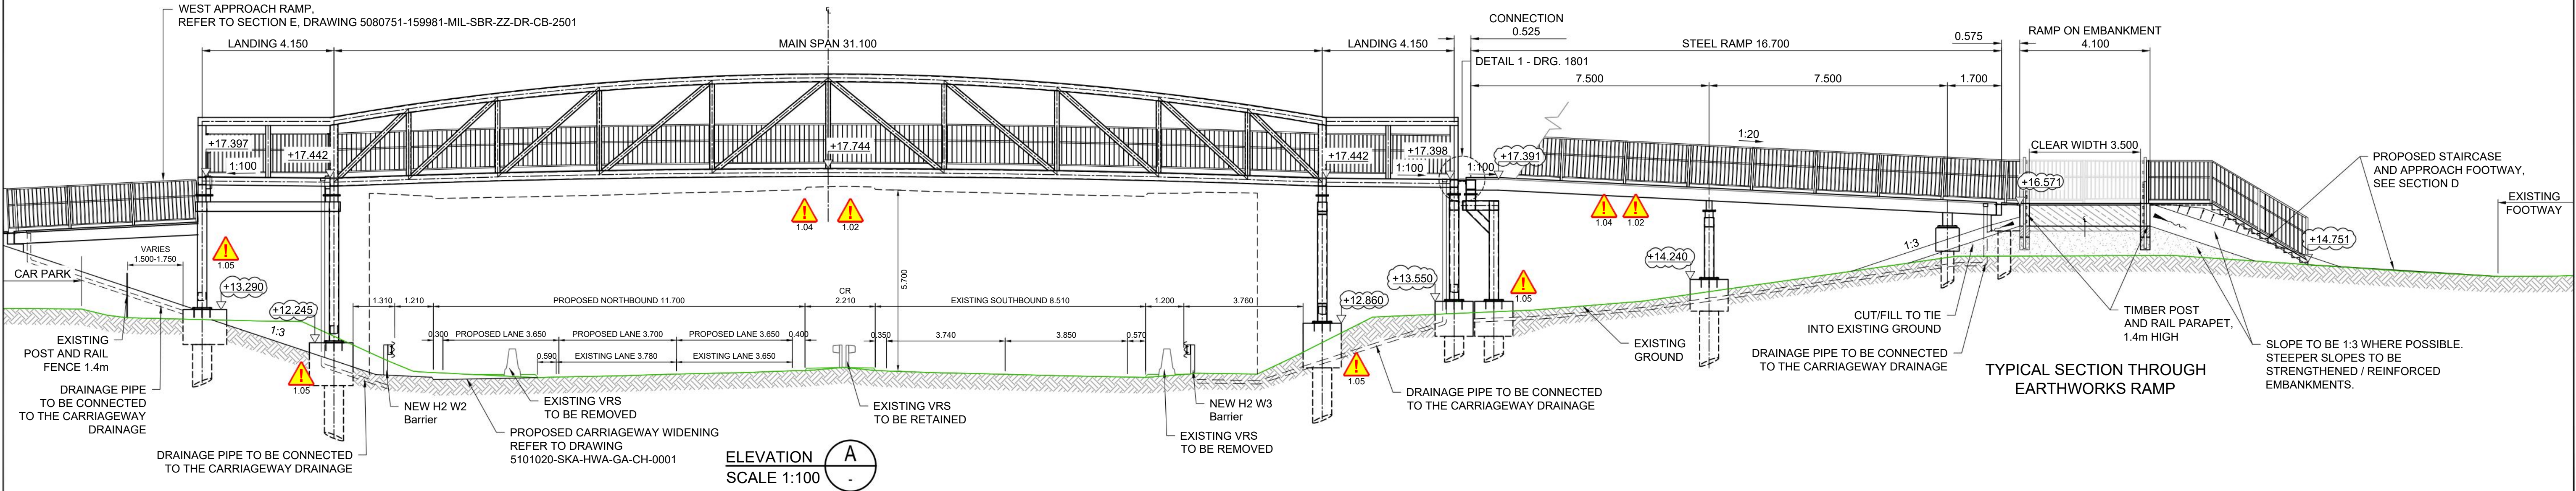 WEST APPROACH RAMP,
REFER TO SECTION E, DRAWING 5080751-159981-MIL-SBR-ZZ-DR-CB-2501
℄
CONNECTION
0.525
LANDING 4.150
MAIN SPAN 31.100
LANDING 4.150
STEEL RAMP 16.700
0.575
RAMP ON EMBANKMENT
4.100
DETAIL 1 - DRG. 1801
7.500
7.500
1.700
+17.397
1:100
+17.442
+17.744
+17.442
+17.398
1:100
1:100
+17.391
1:20
CLEAR WIDTH 3.500
+16.571
PROPOSED STAIRCASE
AND APPROACH FOOTWAY,
SEE SECTION D
EXISTING
FOOTWAY
1.04
1.02
1.04
1.02
+14.751
1:3
VARIES
1.500-1.750
1.05
CAR PARK
+13.290
+12.245
1:3
1.310
1.210
PROPOSED NORTHBOUND 11.700
CR
2.210
5.700
EXISTING SOUTHBOUND 8.510
1.200
3.760
+12.860
+13.550
1.05
+14.240
0.300
PROPOSED LANE 3.650
PROPOSED LANE 3.700
PROPOSED LANE 3.650
0.400
0.350
3.740
3.850
0.570
0.590
EXISTING LANE 3.780
EXISTING LANE 3.650
EXISTING
POST AND RAIL
FENCE 1.4m
DRAINAGE PIPE
TO BE CONNECTED
TO THE CARRIAGEWAY
DRAINAGE
1.05
DRAINAGE PIPE TO BE CONNECTED
TO THE CARRIAGEWAY DRAINAGE
NEW H2 W2
Barrier
EXISTING VRS
TO BE REMOVED
PROPOSED CARRIAGEWAY WIDENING
REFER TO DRAWING
5101020-SKA-HWA-GA-CH-0001
EXISTING VRS
TO BE RETAINED
NEW H2 W3
Barrier
EXISTING VRS
TO BE REMOVED
1.05
DRAINAGE PIPE TO BE CONNECTED
TO THE CARRIAGEWAY DRAINAGE
EXISTING
GROUND
CUT/FILL TO TIE
INTO EXISTING GROUND
DRAINAGE PIPE TO BE CONNECTED
TO THE CARRIAGEWAY DRAINAGE
TIMBER POST
AND RAIL PARAPET,
1.4m HIGH
SLOPE TO BE 1:3 WHERE POSSIBLE.
STEEPER SLOPES TO BE
STRENGTHENED / REINFORCED
EMBANKMENTS.
TYPICAL SECTION THROUGH
EARTHWORKS RAMP
ELEVATION
SCALE 1:100
A
-